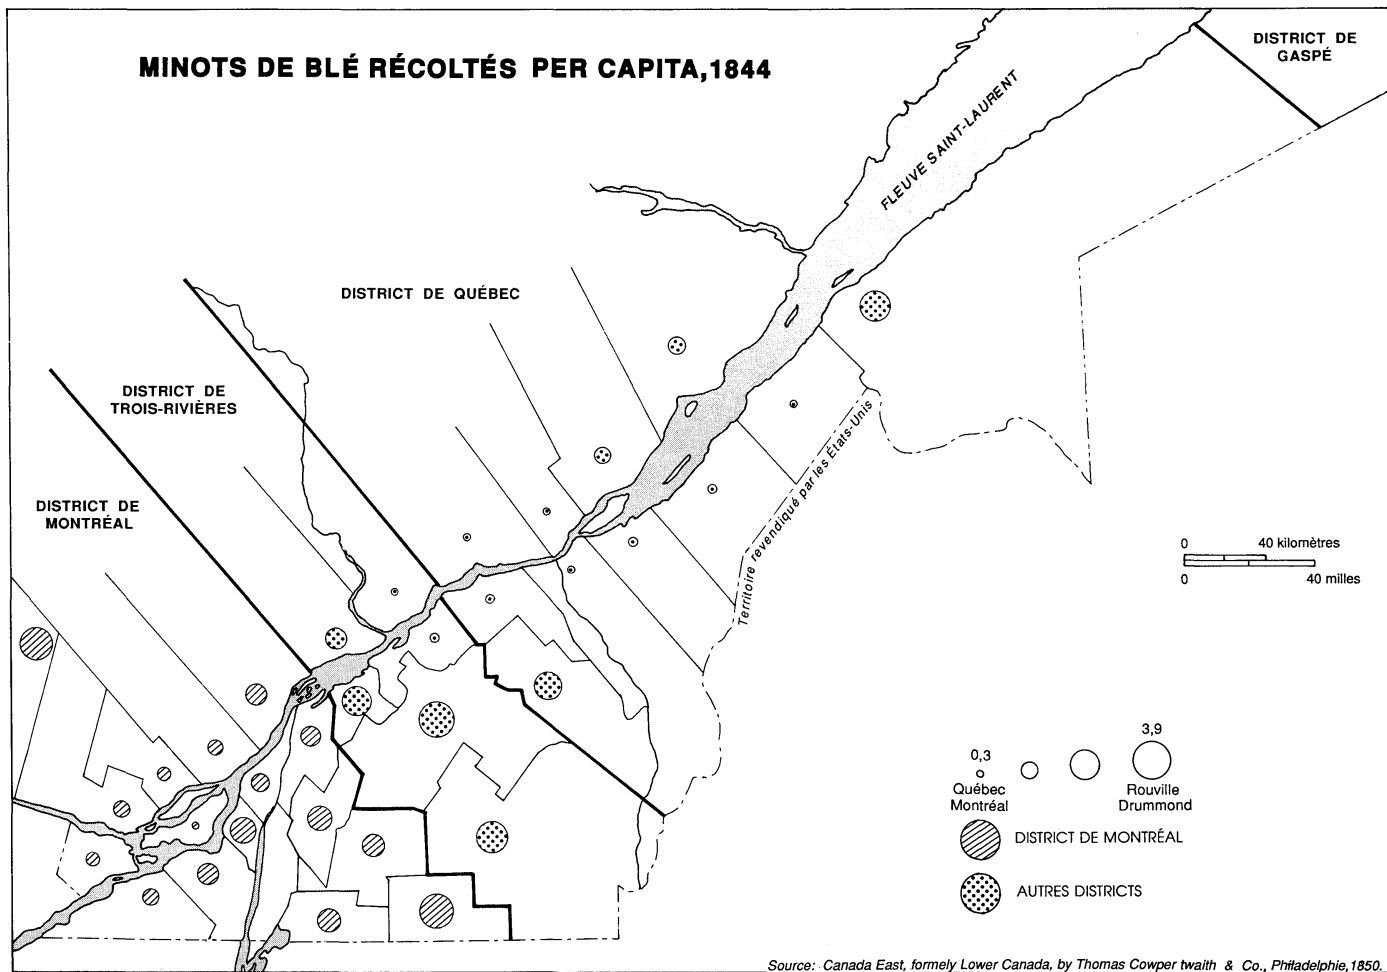 MINOTS DE BLÉ RÉCOLTÉS PER CAPITA,1844
DISTRICT DE
GASPÉ
FLEUVE SAINT-LAURENT
DISTRICT DE QUÉBEC
DISTRICT DE
TROIS-RIVIÈRES
DISTRICT DE
MONTRÉAL
Territoire revendiqué par les États-Unis
0 40 kilomètres
0 40 milles
0,3
3,9
Québec
Montréal
Rouville
Drummond
DISTRICT DE MONTRÉAL
AUTRES DISTRICTS
Source: Canada East, formely Lower Canada, by Thomas Cowper twaith & Co., Philadelphie,1850.